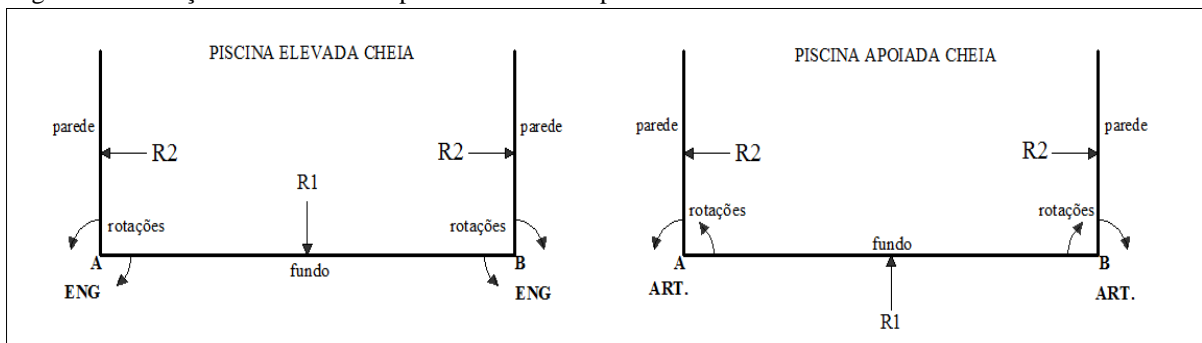 PISCINA ELEVADA CHEIA
parede
parede
R2
R2
R1
rotações
rotações
A
B
fundo
ENG
ENG
PISCINA APOIADA CHEIA
parede
parede
R2
R2
rotações
rotações
fundo
A
B
ART.
ART.
R1